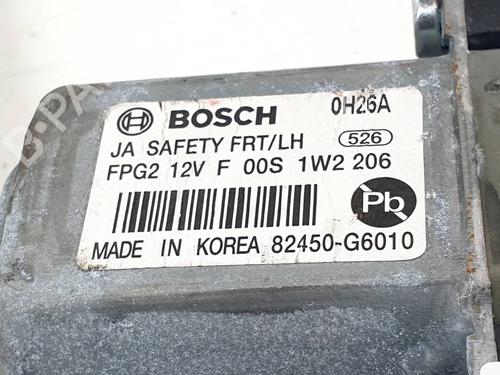 BOSCH 0H26A
JA SAFETY FRT/LH 526
FPG2 12V F 00S 1W2 206
Pb
MADE IN KOREA 82450-G6010